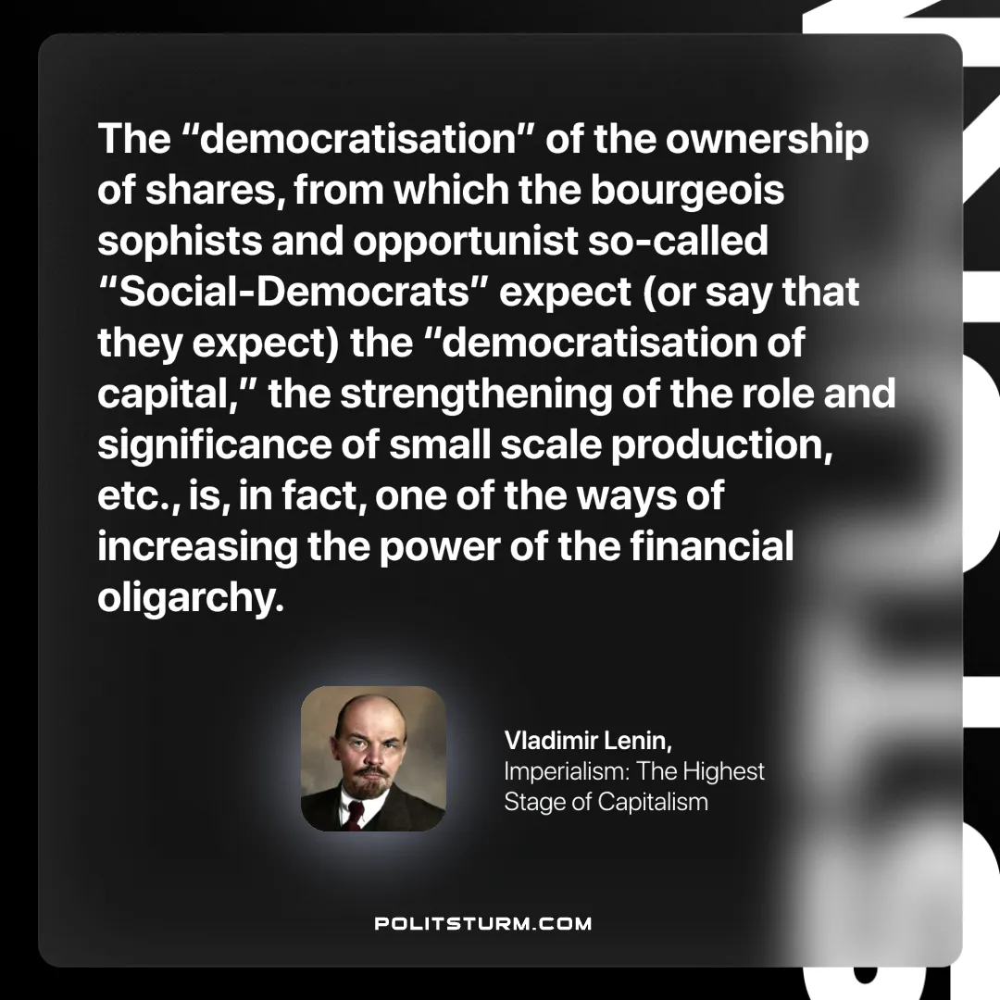 The “democratisation” of the ownership
of shares, from which the bourgeois
sophists and opportunist so-called
“Social-Democrats” expect (or say that
they expect) the “democratisation of
capital,” the strengthening of the role and
significance of small scale production,
etc., is, in fact, one of the ways of
increasing the power of the financial
oligarchy.
Vladimir Lenin,
Imperialism: The Highest
Stage of Capitalism
POLITSTURM.COM